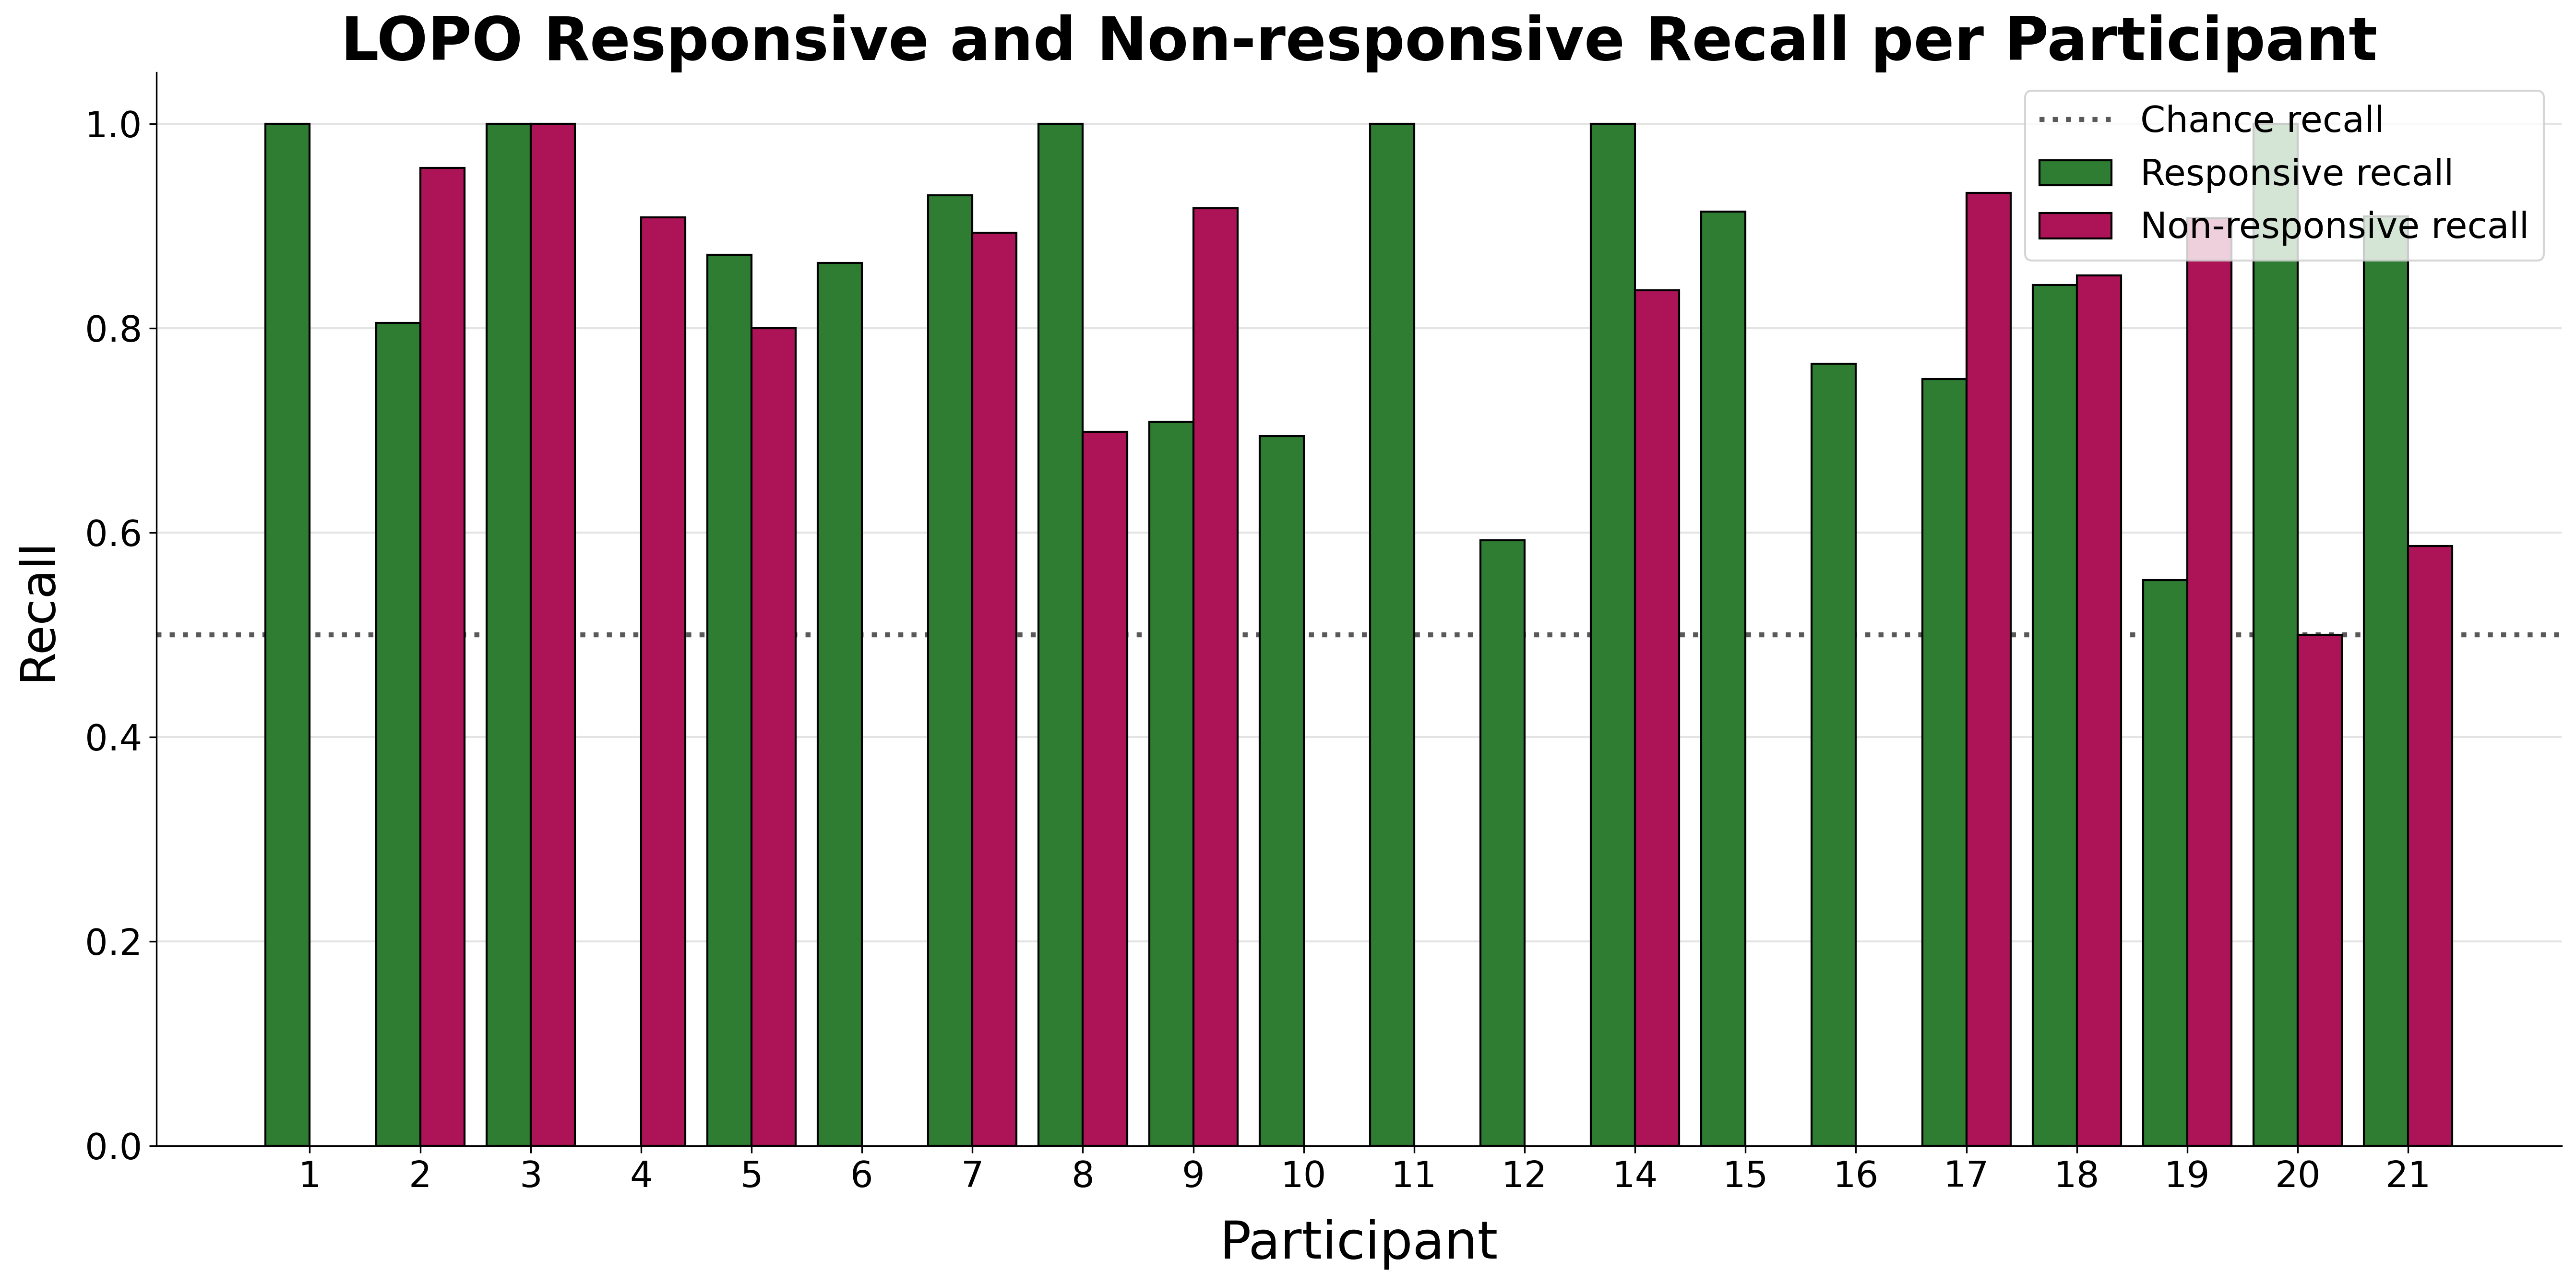 LOPO Responsive and Non-responsive Recall per Participant
Chance recall
Responsive recall
Non-responsive recall
1.0
0.8
0.6
0.4
0.2
0.0
Recall
1 2 3 4 5 6 7 8 9 10 11 12 14 15 16 17 18 19 20 21
Participant